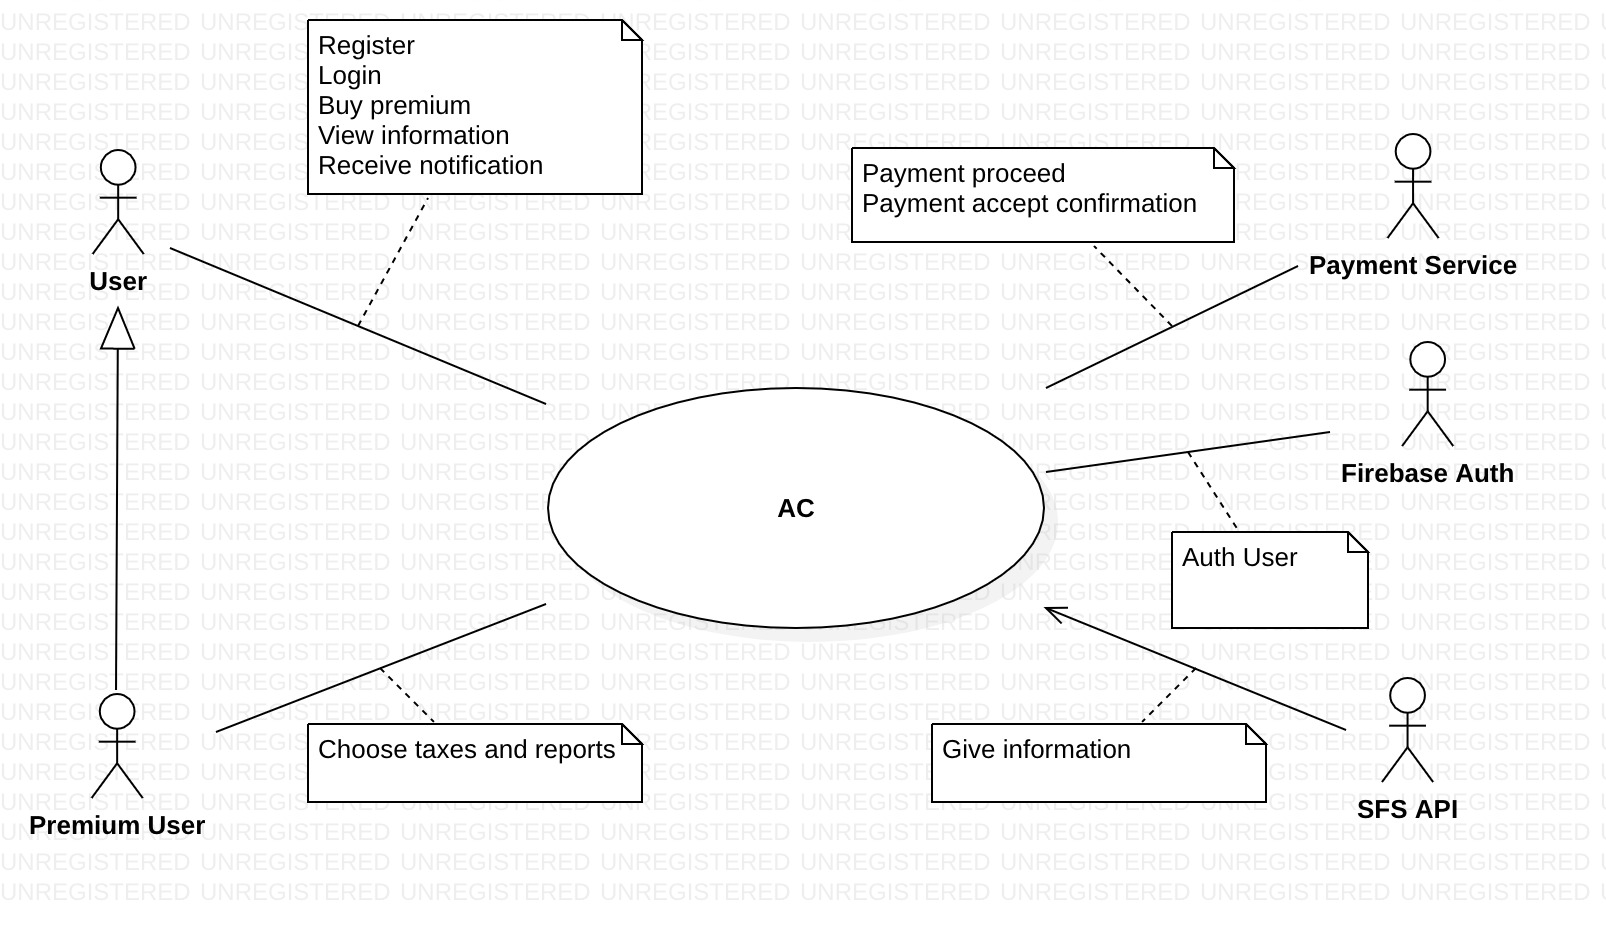 Register
Login
Buy premium
View information
Receive notification
Payment proceed
Payment accept confirmation
User
Payment Service
Firebase Auth
AC
Auth User
Choose taxes and reports
Give information
Premium User
SFS API
UNREGISTERED